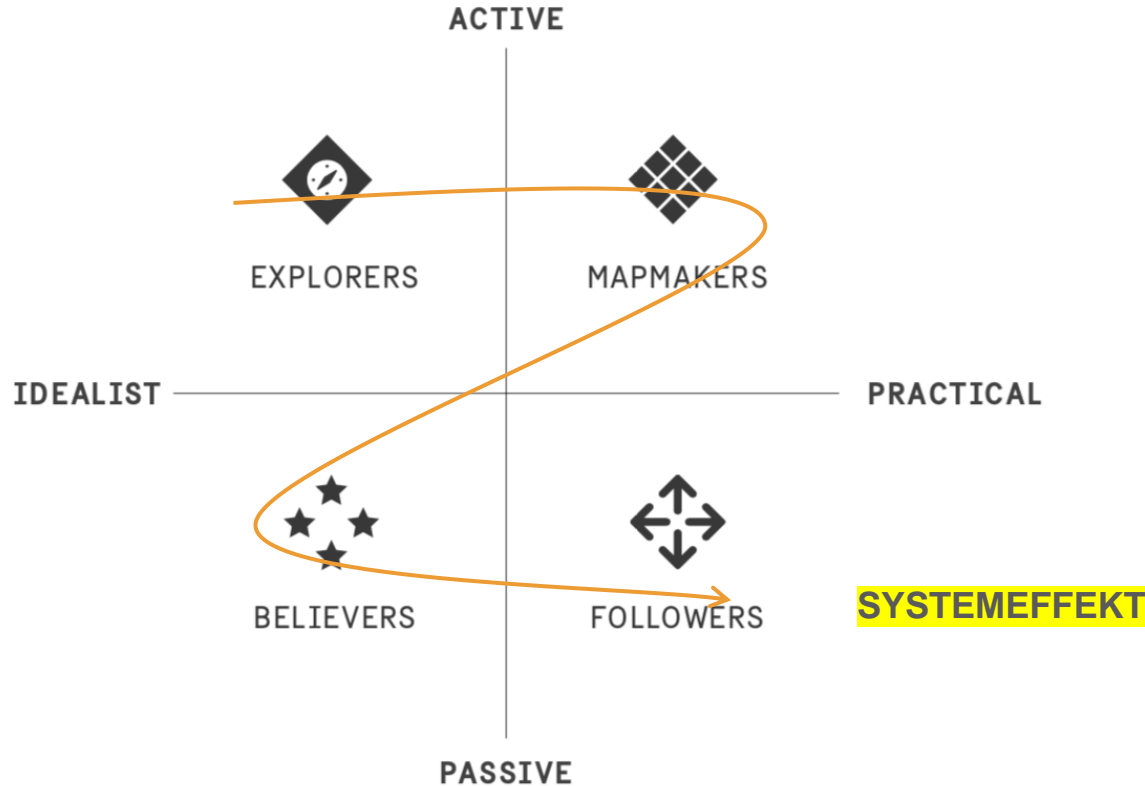 ACTIVE
EXPLORERS
MAPMAKERS
IDEALIST
PRACTICAL
BELIEVERS
FOLLOWERS
SYSTEMEFFEKT
PASSIVE